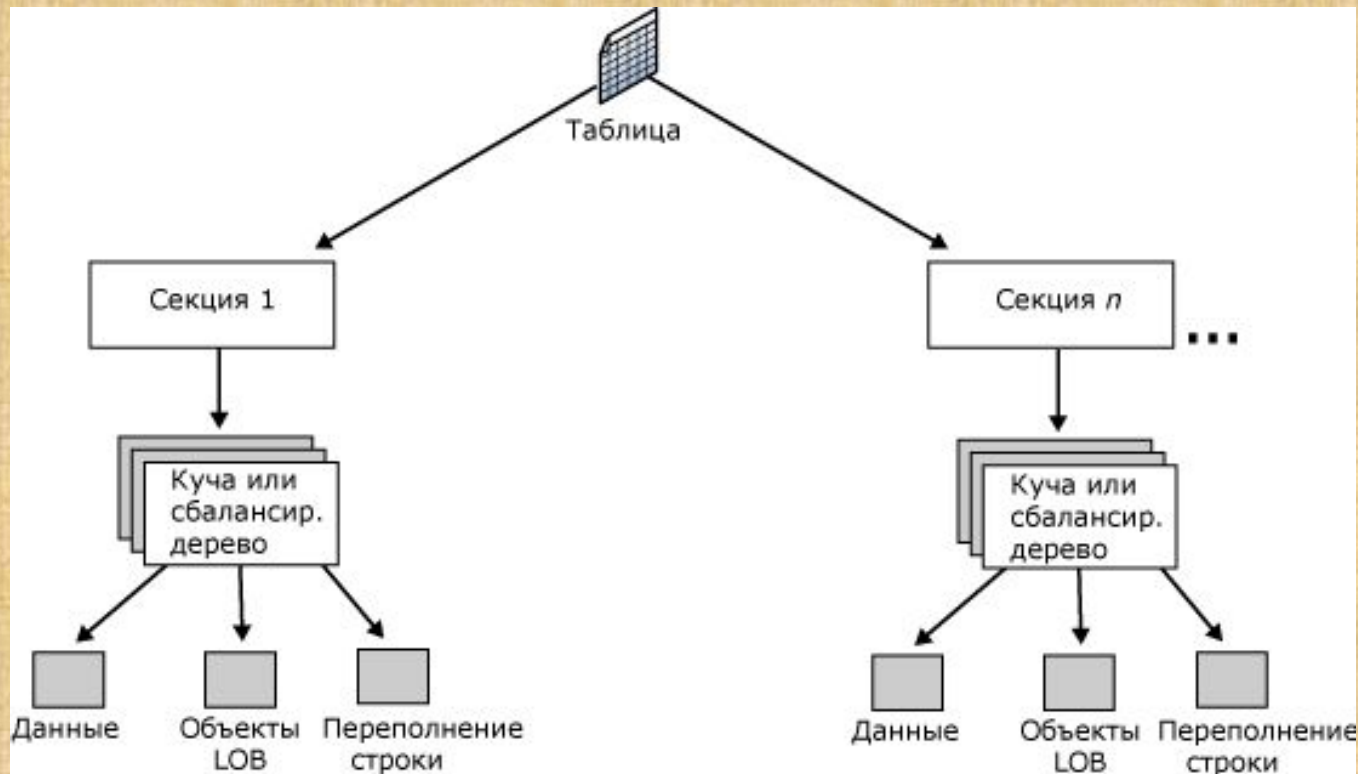 Таблица
Секция 1
Секция n
...
Куча или
сбалансир.
дерево
Куча или
сбалансир.
дерево
Данные
Объекты
LOB
Переполнение
строки
Данные
Объекты
LOB
Переполнение
строки